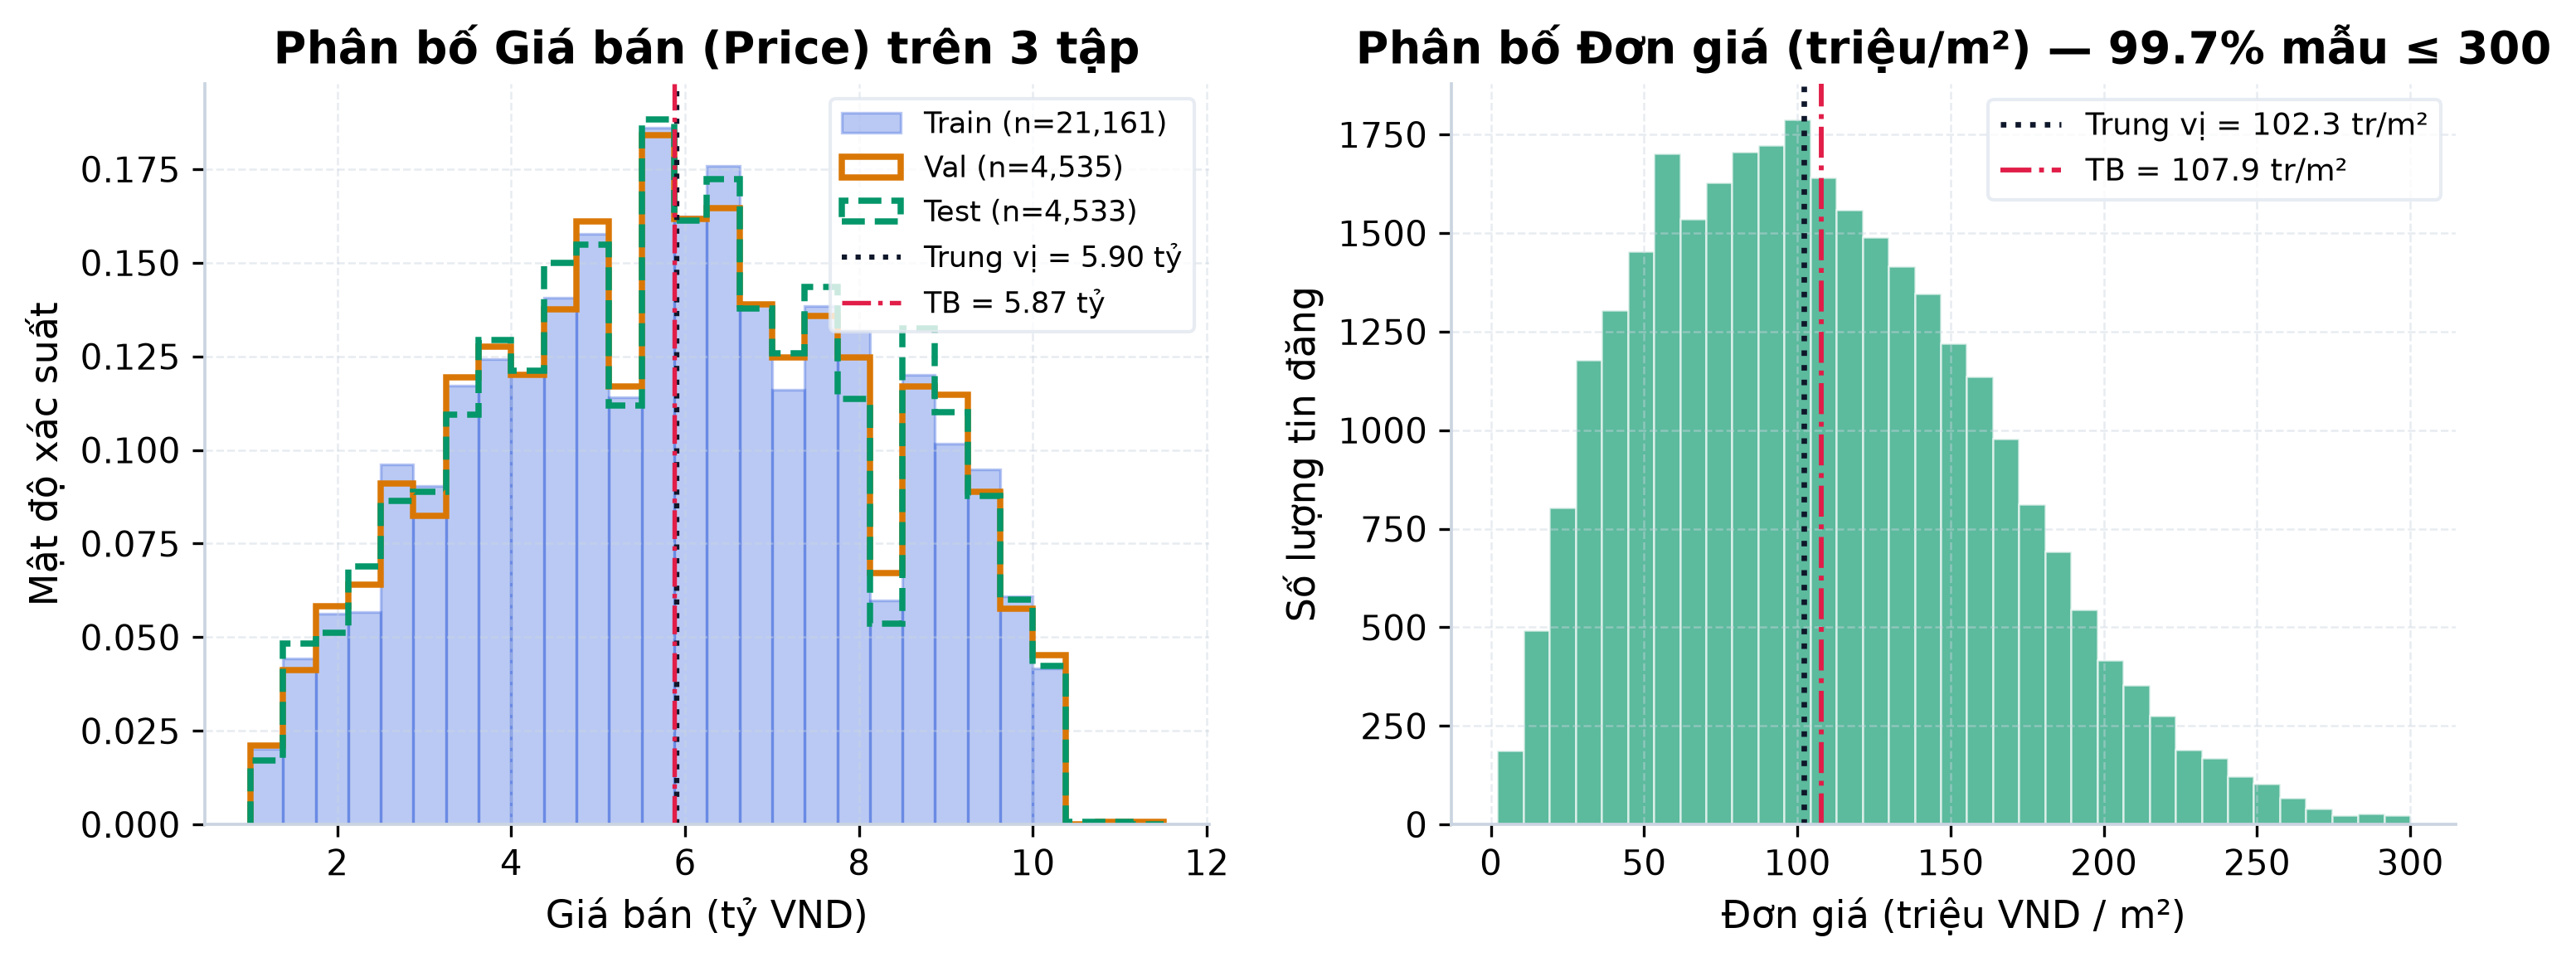 Phân bố Giá bán (Price) trên 3 tập
Mật độ xác suất
0.175
0.150
0.125
0.100
0.075
0.050
0.025
0.000
Train (n=21,161)
Val (n=4,535)
Test (n=4,533)
Trung vị = 5.90 tỷ
TB = 5.87 tỷ
2 4 6 8 10 12
Giá bán (tỷ VND)
Phân bố Đơn giá (triệu/m²) — 99.7% mẫu ≤ 300
Số lượng tin đăng
1750
1500
1250
1000
750
500
250
0
Trung vị = 102.3 tr/m²
TB = 107.9 tr/m²
0 50 100 150 200 250 300
Đơn giá (triệu VND / m²)